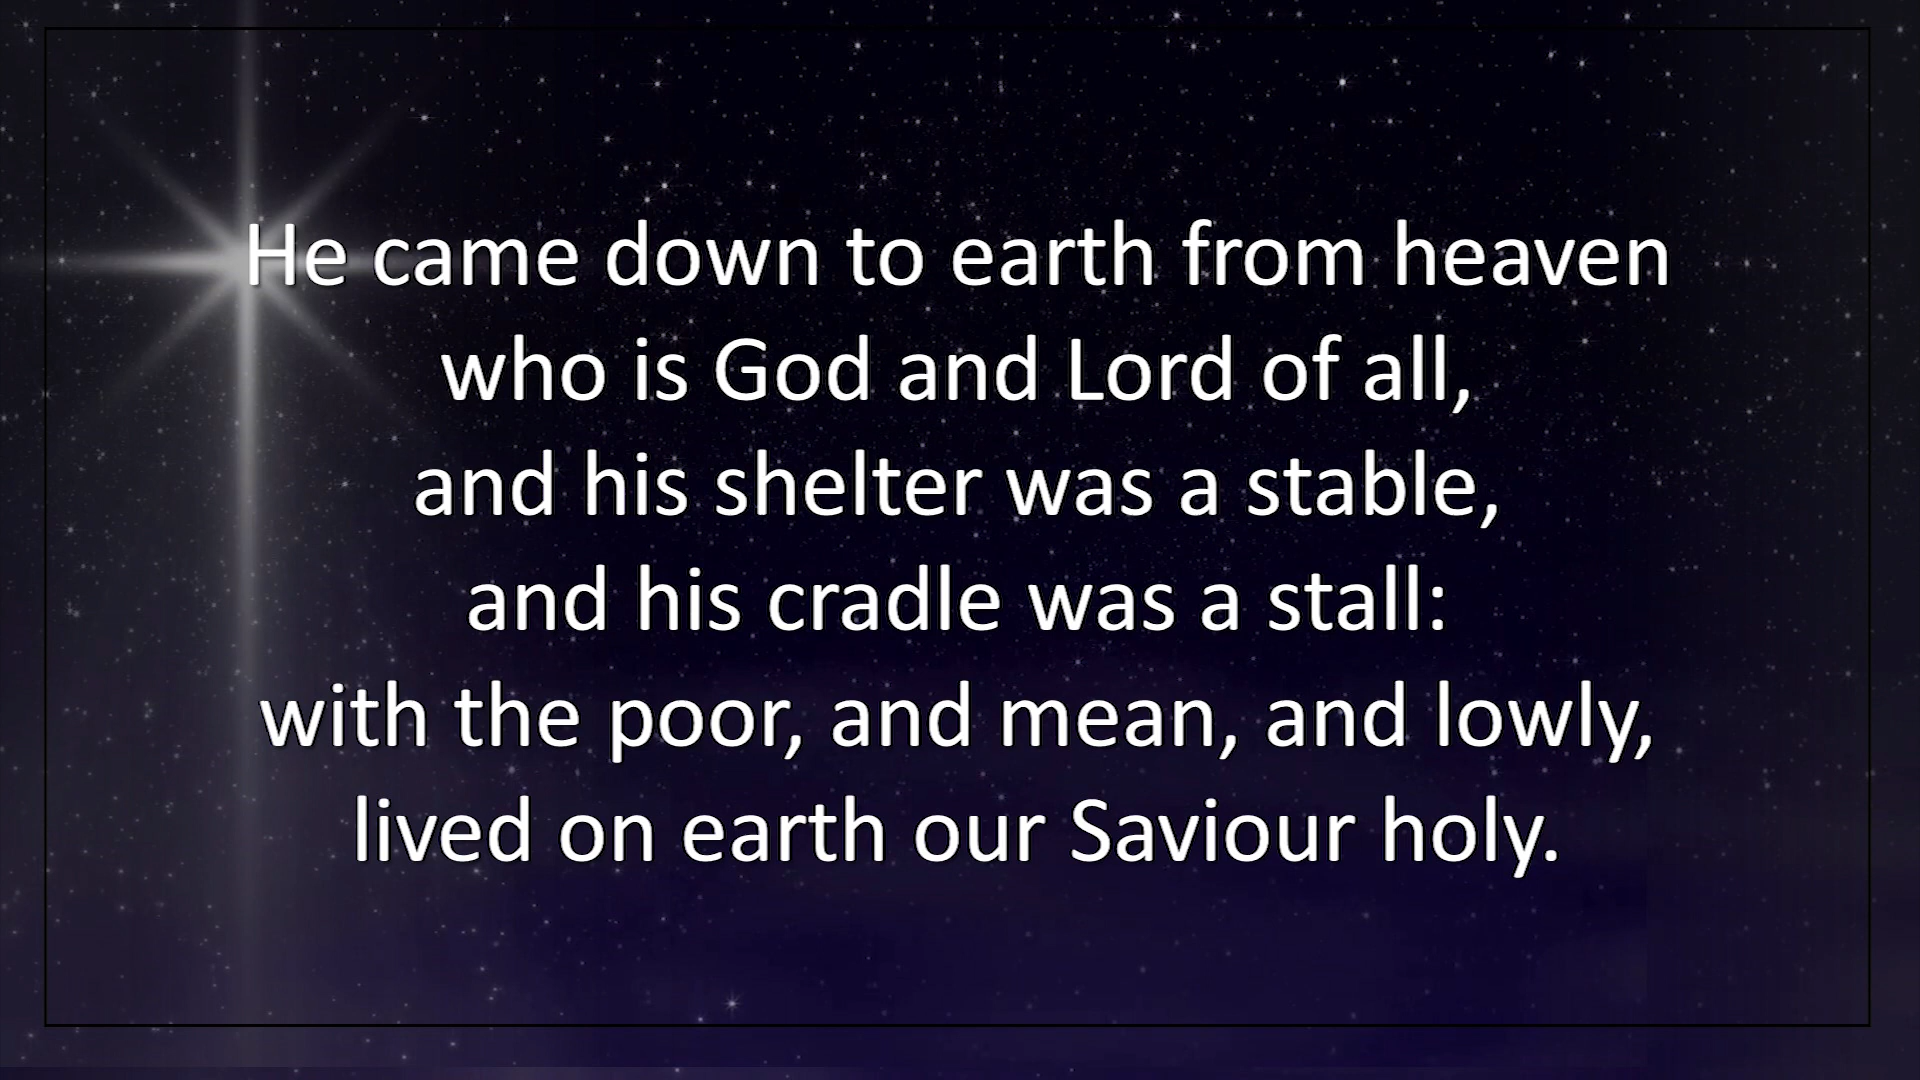 He came down to earth from heaven
who is God and Lord of all,
and his shelter was a stable,
and his cradle was a stall:
with the poor, and mean, and lowly,
lived on earth our Saviour holy.